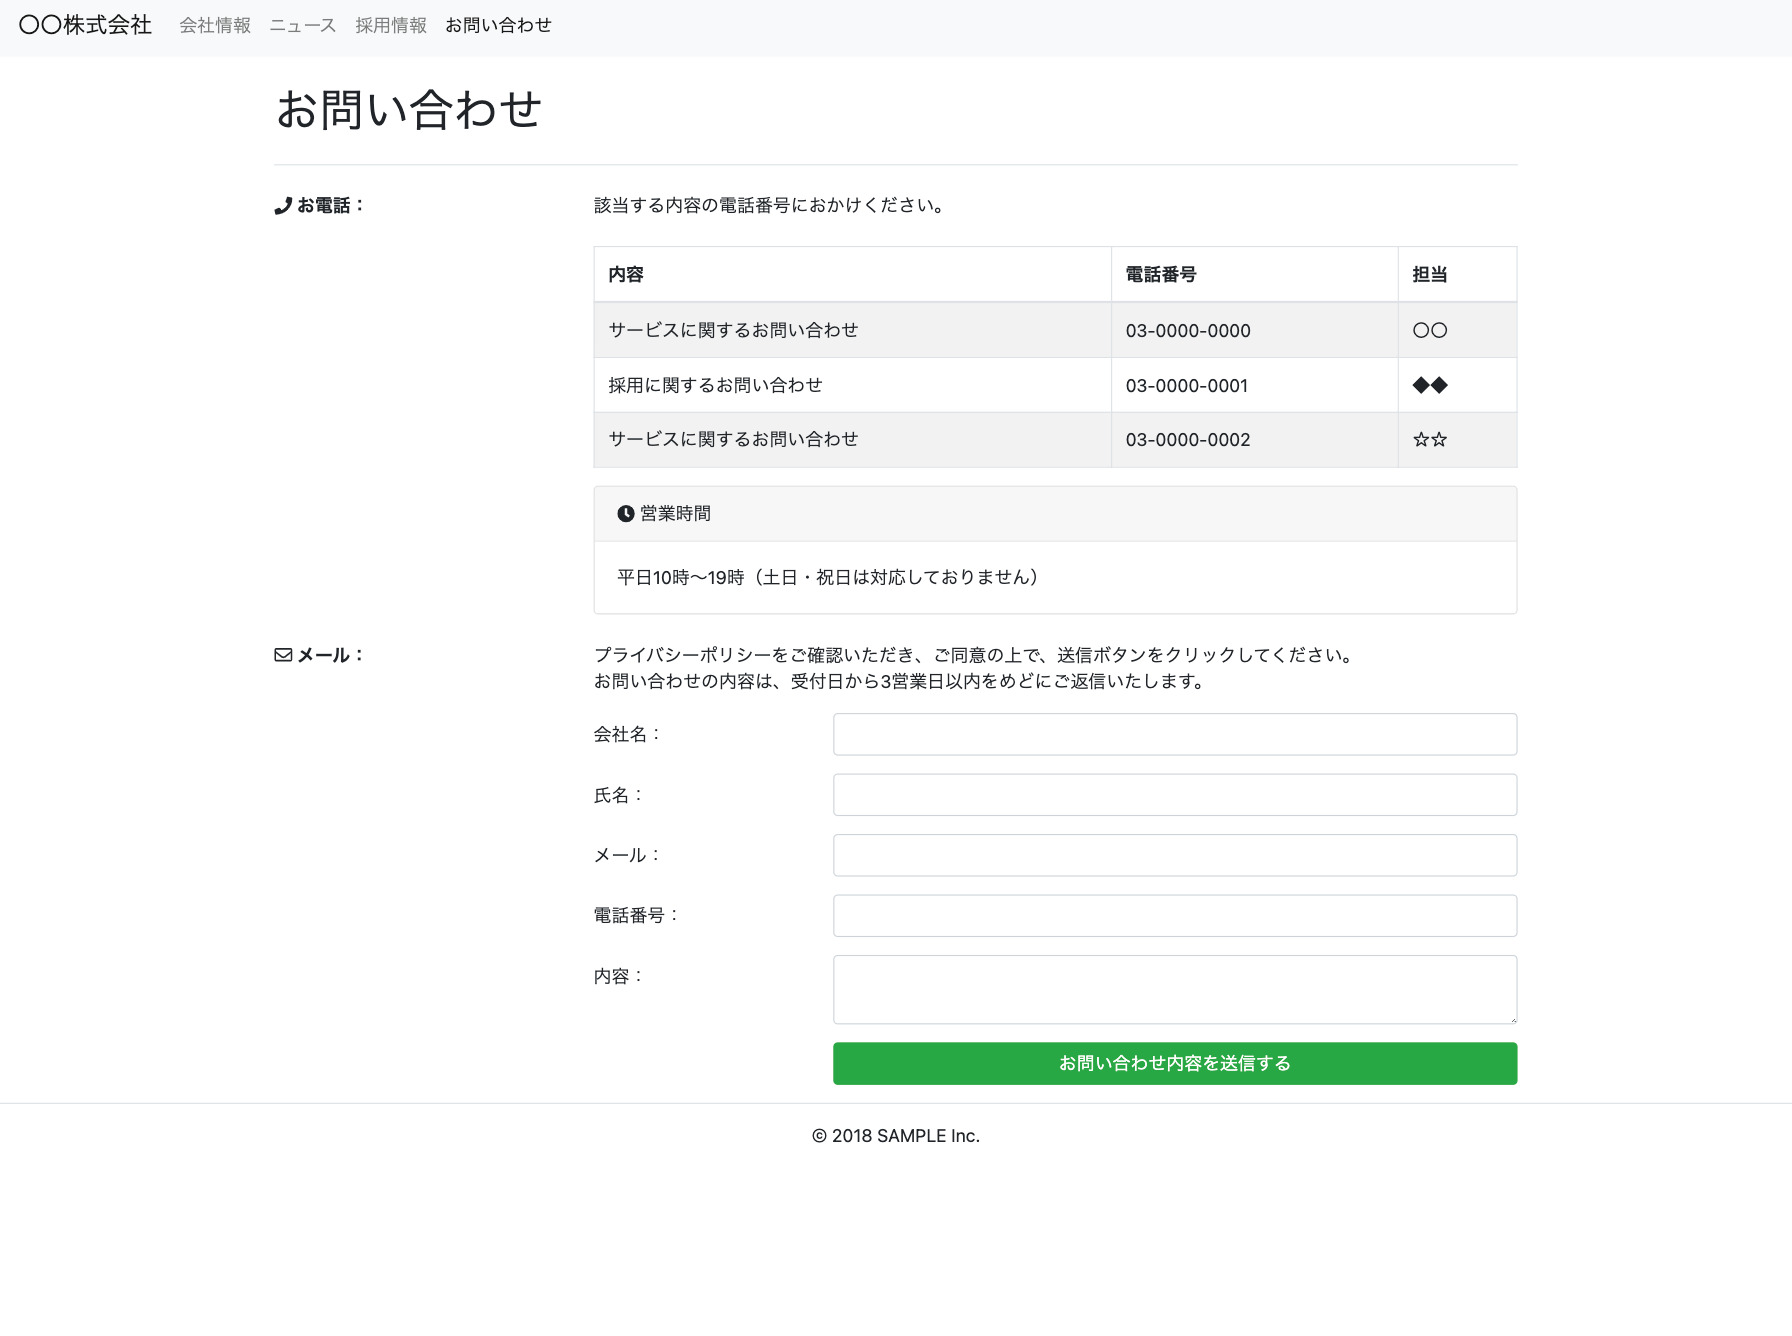 〇〇株式会社 会社情報 ニュース 採用情報 お問い合わせ
お問い合わせ
お電話：
該当する内容の電話番号におかけください。
内容 電話番号 担当
サービスに関するお問い合わせ 03-0000-0000 〇〇
採用に関するお問い合わせ 03-0000-0001 ◆◆
サービスに関するお問い合わせ 03-0000-0002 ☆☆
営業時間
平日10時〜19時（土日・祝日は対応しておりません）
メール：
プライバシーポリシーをご確認いただき、ご同意の上で、送信ボタンをクリックしてください。
お問い合わせの内容は、受付日から3営業日以内をめどにご返信いたします。
会社名：
氏名：
メール：
電話番号：
内容：
お問い合わせ内容を送信する
© 2018 SAMPLE Inc.